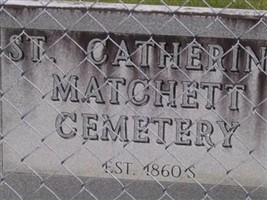 ST. CATHERIN
MATCHETT
CEMETERY
EST. 1860'S